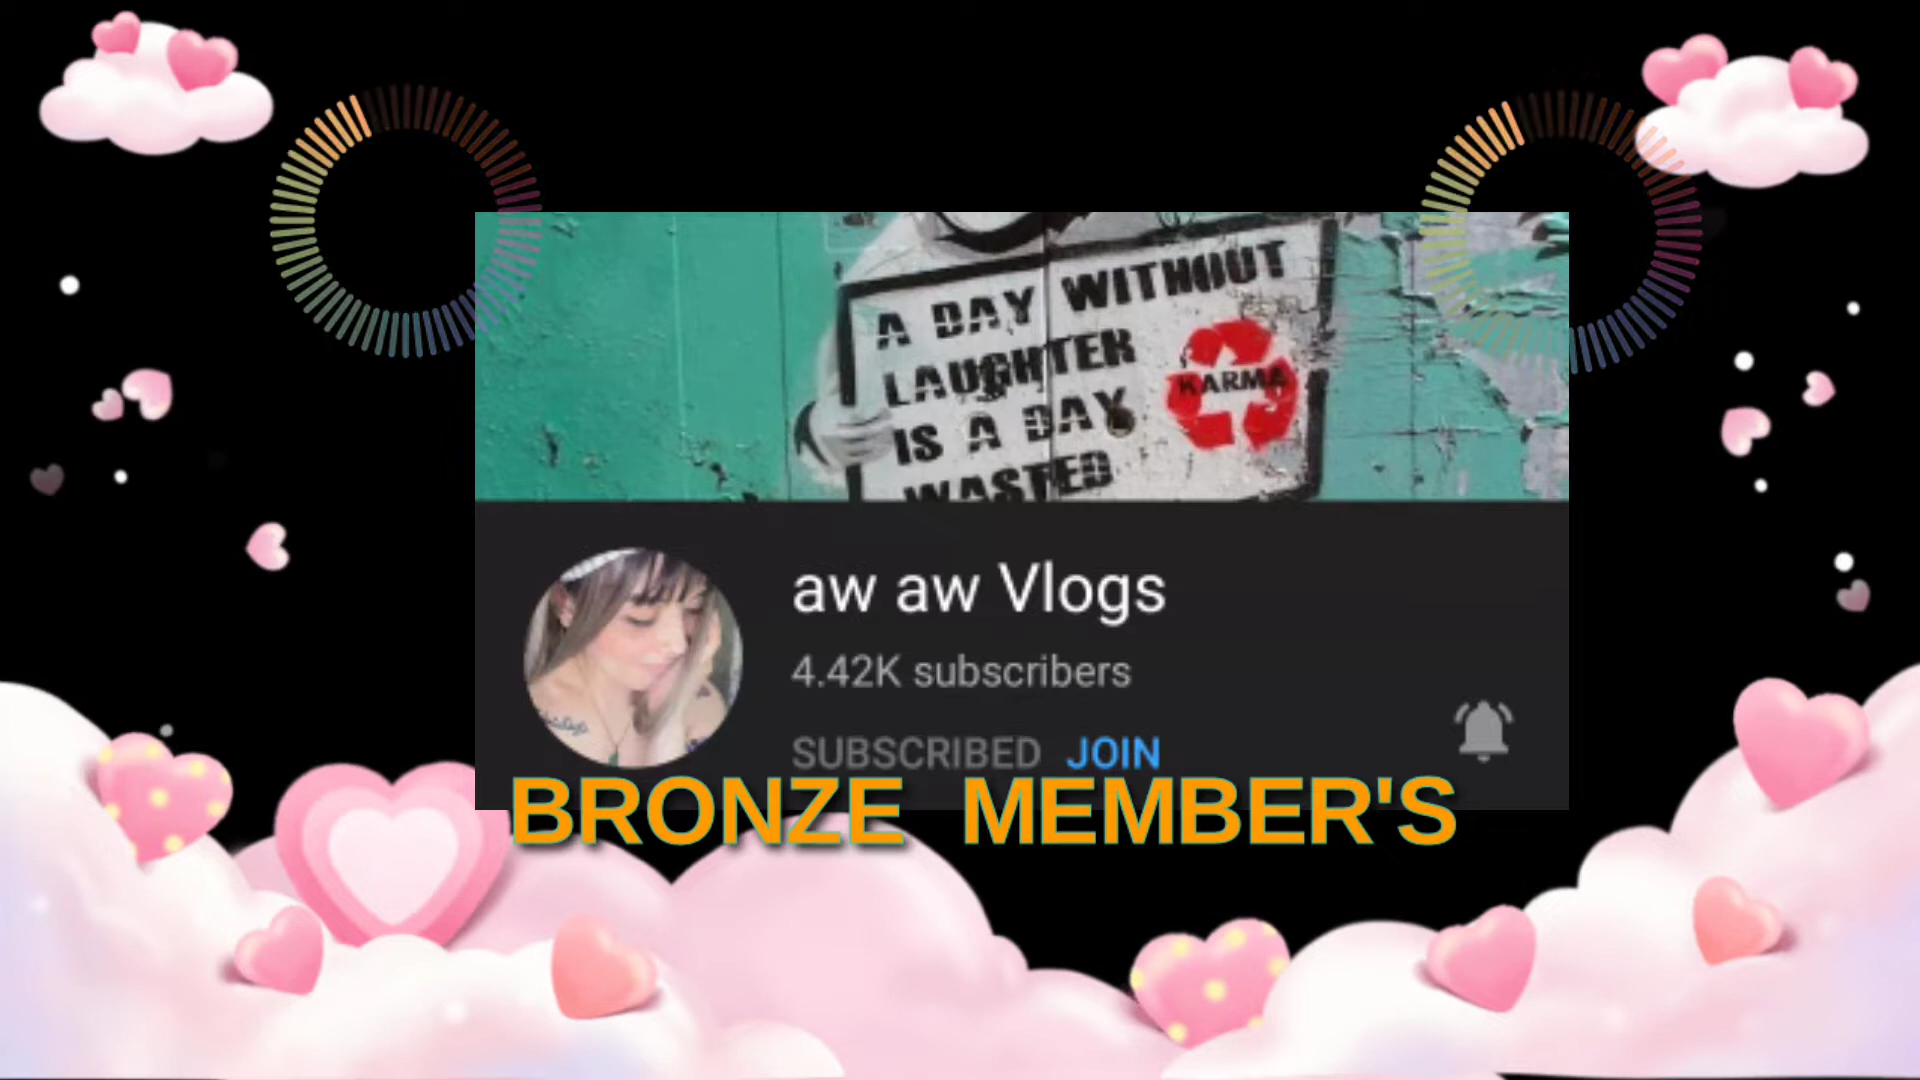 A DAY WITHOUT
LAUGHTER
IS A DAY
WASTED
KARMA
aw aw Vlogs
4.42K subscribers
SUBSCRIBED JOIN
BRONZE MEMBER'S